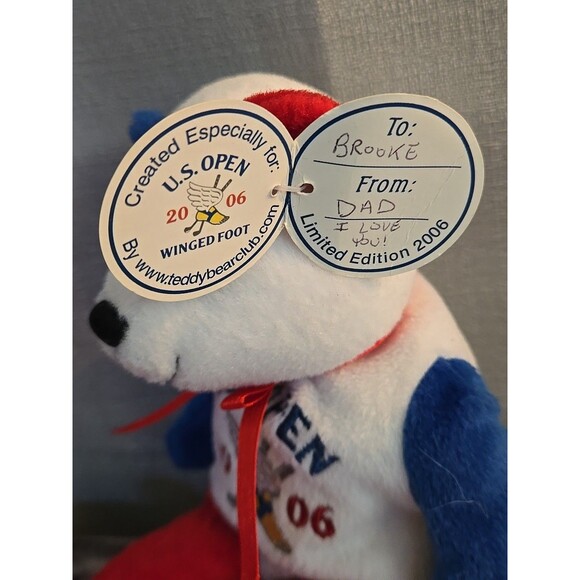 Created Especially for:
U.S. OPEN
20 06
WINGED FOOT
By www.teddybearclub.com
To:
BROOKE
From:
DAD
I LOVE
YOU!
Limited Edition 2006
PEN
06